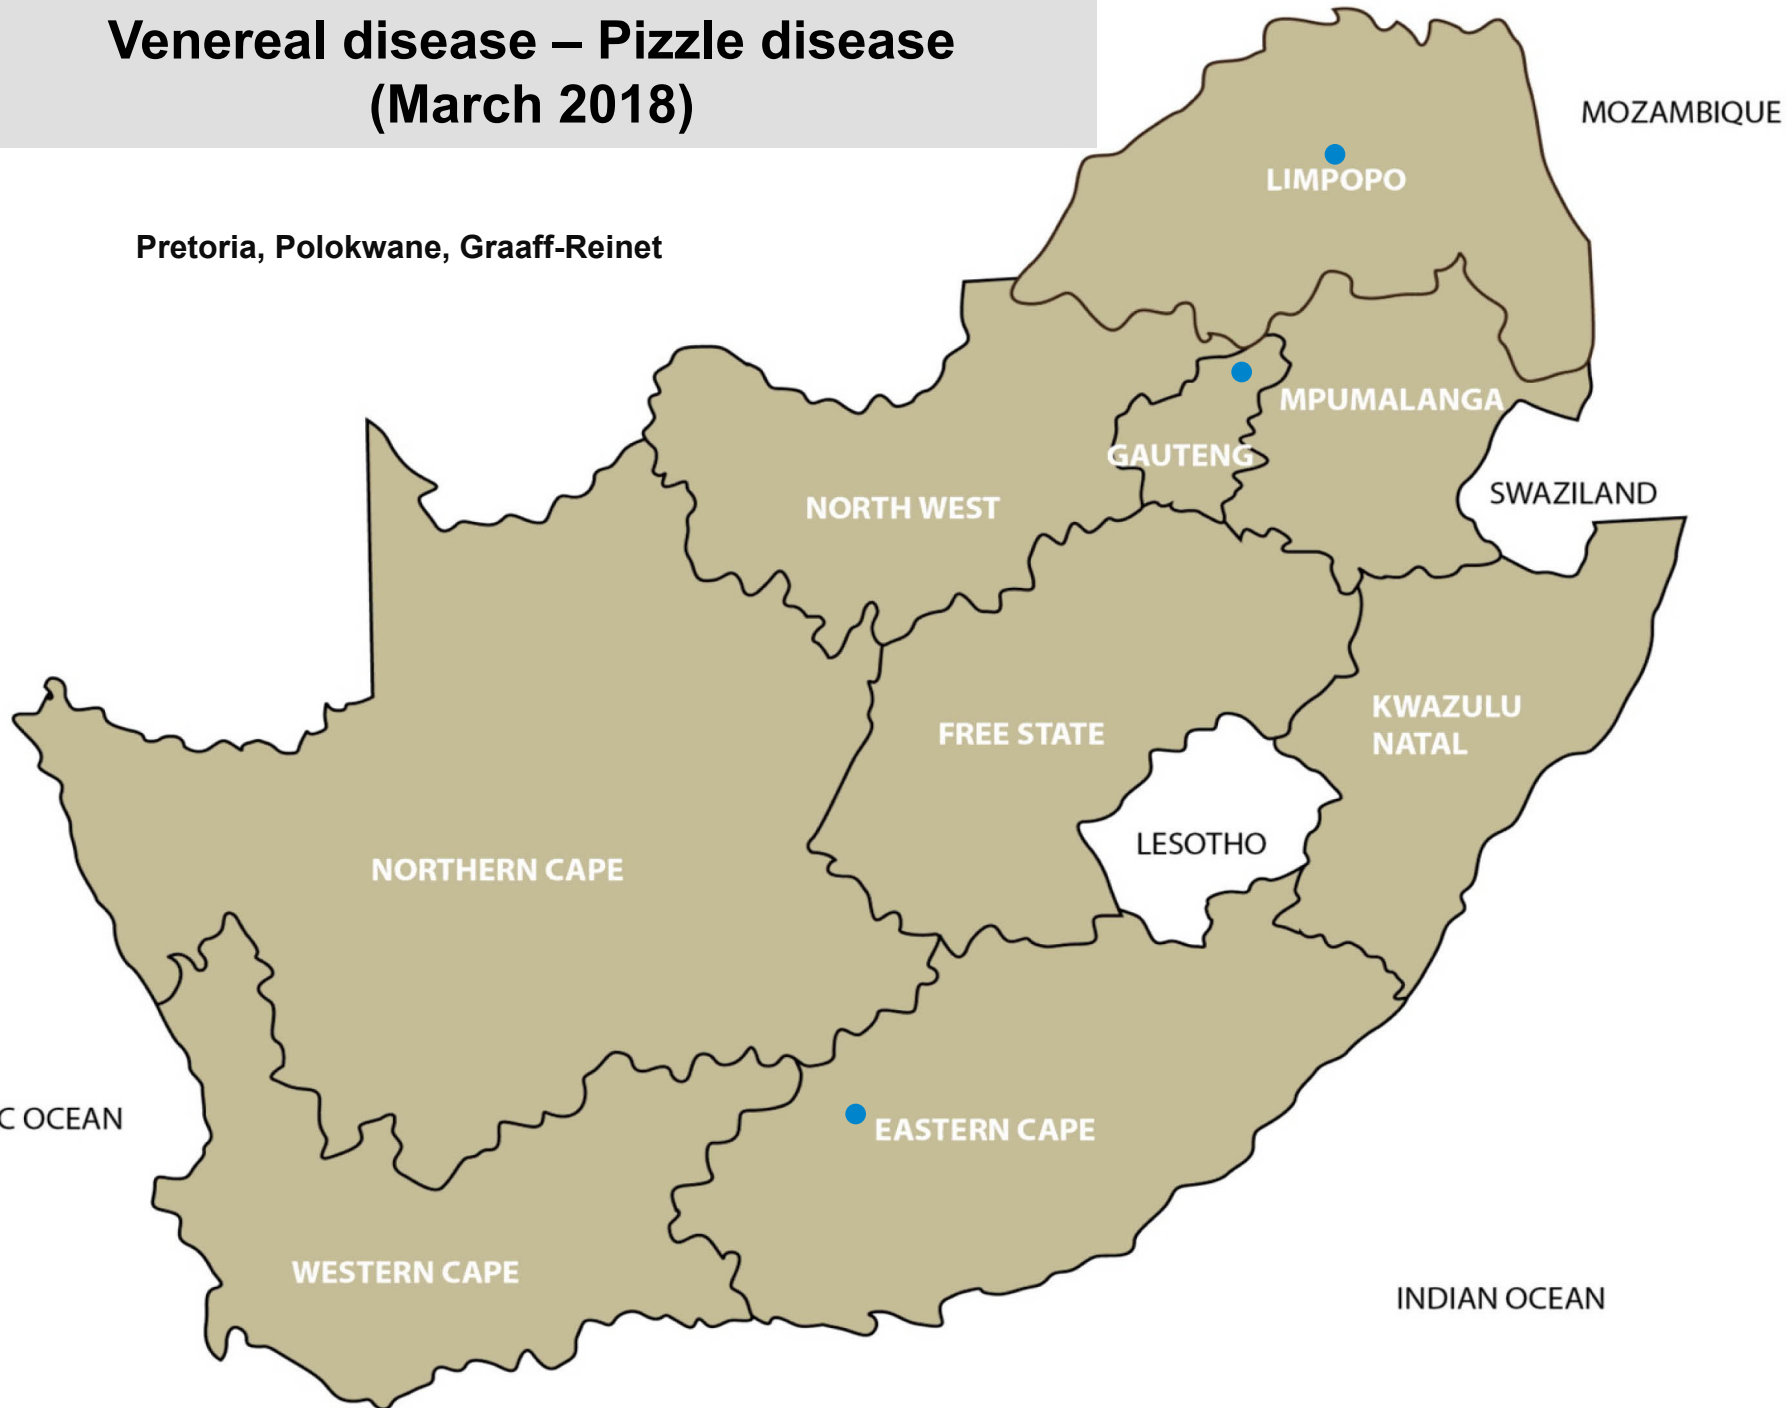 Venereal disease – Pizzle disease
(March 2018)
MOZAMBIQUE
LIMPOPO
Pretoria, Polokwane, Graaff-Reinet
MPUMALANGA
GAUTENG
SWAZILAND
NORTH WEST
KWAZULU
NATAL
FREE STATE
LESOTHO
NORTHERN CAPE
C OCEAN
EASTERN CAPE
WESTERN CAPE
INDIAN OCEAN